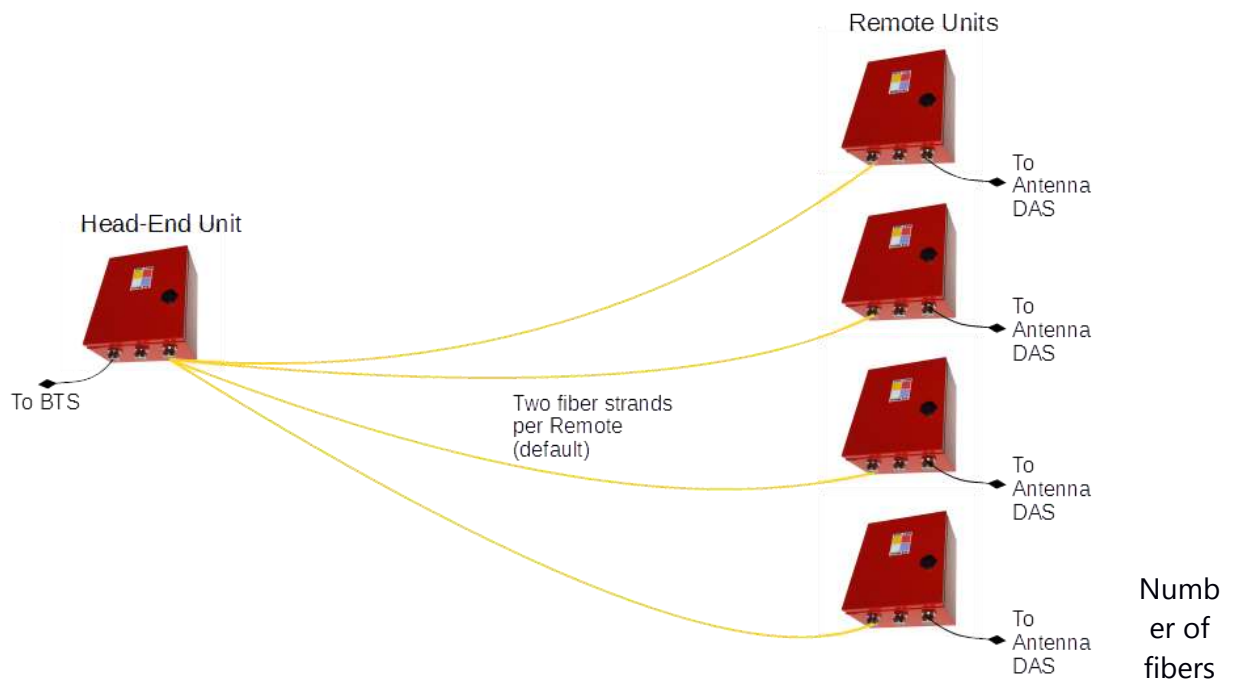 Remote Units
To
Antenna
DAS
Head-End Unit
To
Antenna
DAS
To BTS
Two fiber strands
per Remote
(default)
To
Antenna
DAS
To
Antenna
DAS
Numb
er of
fibers